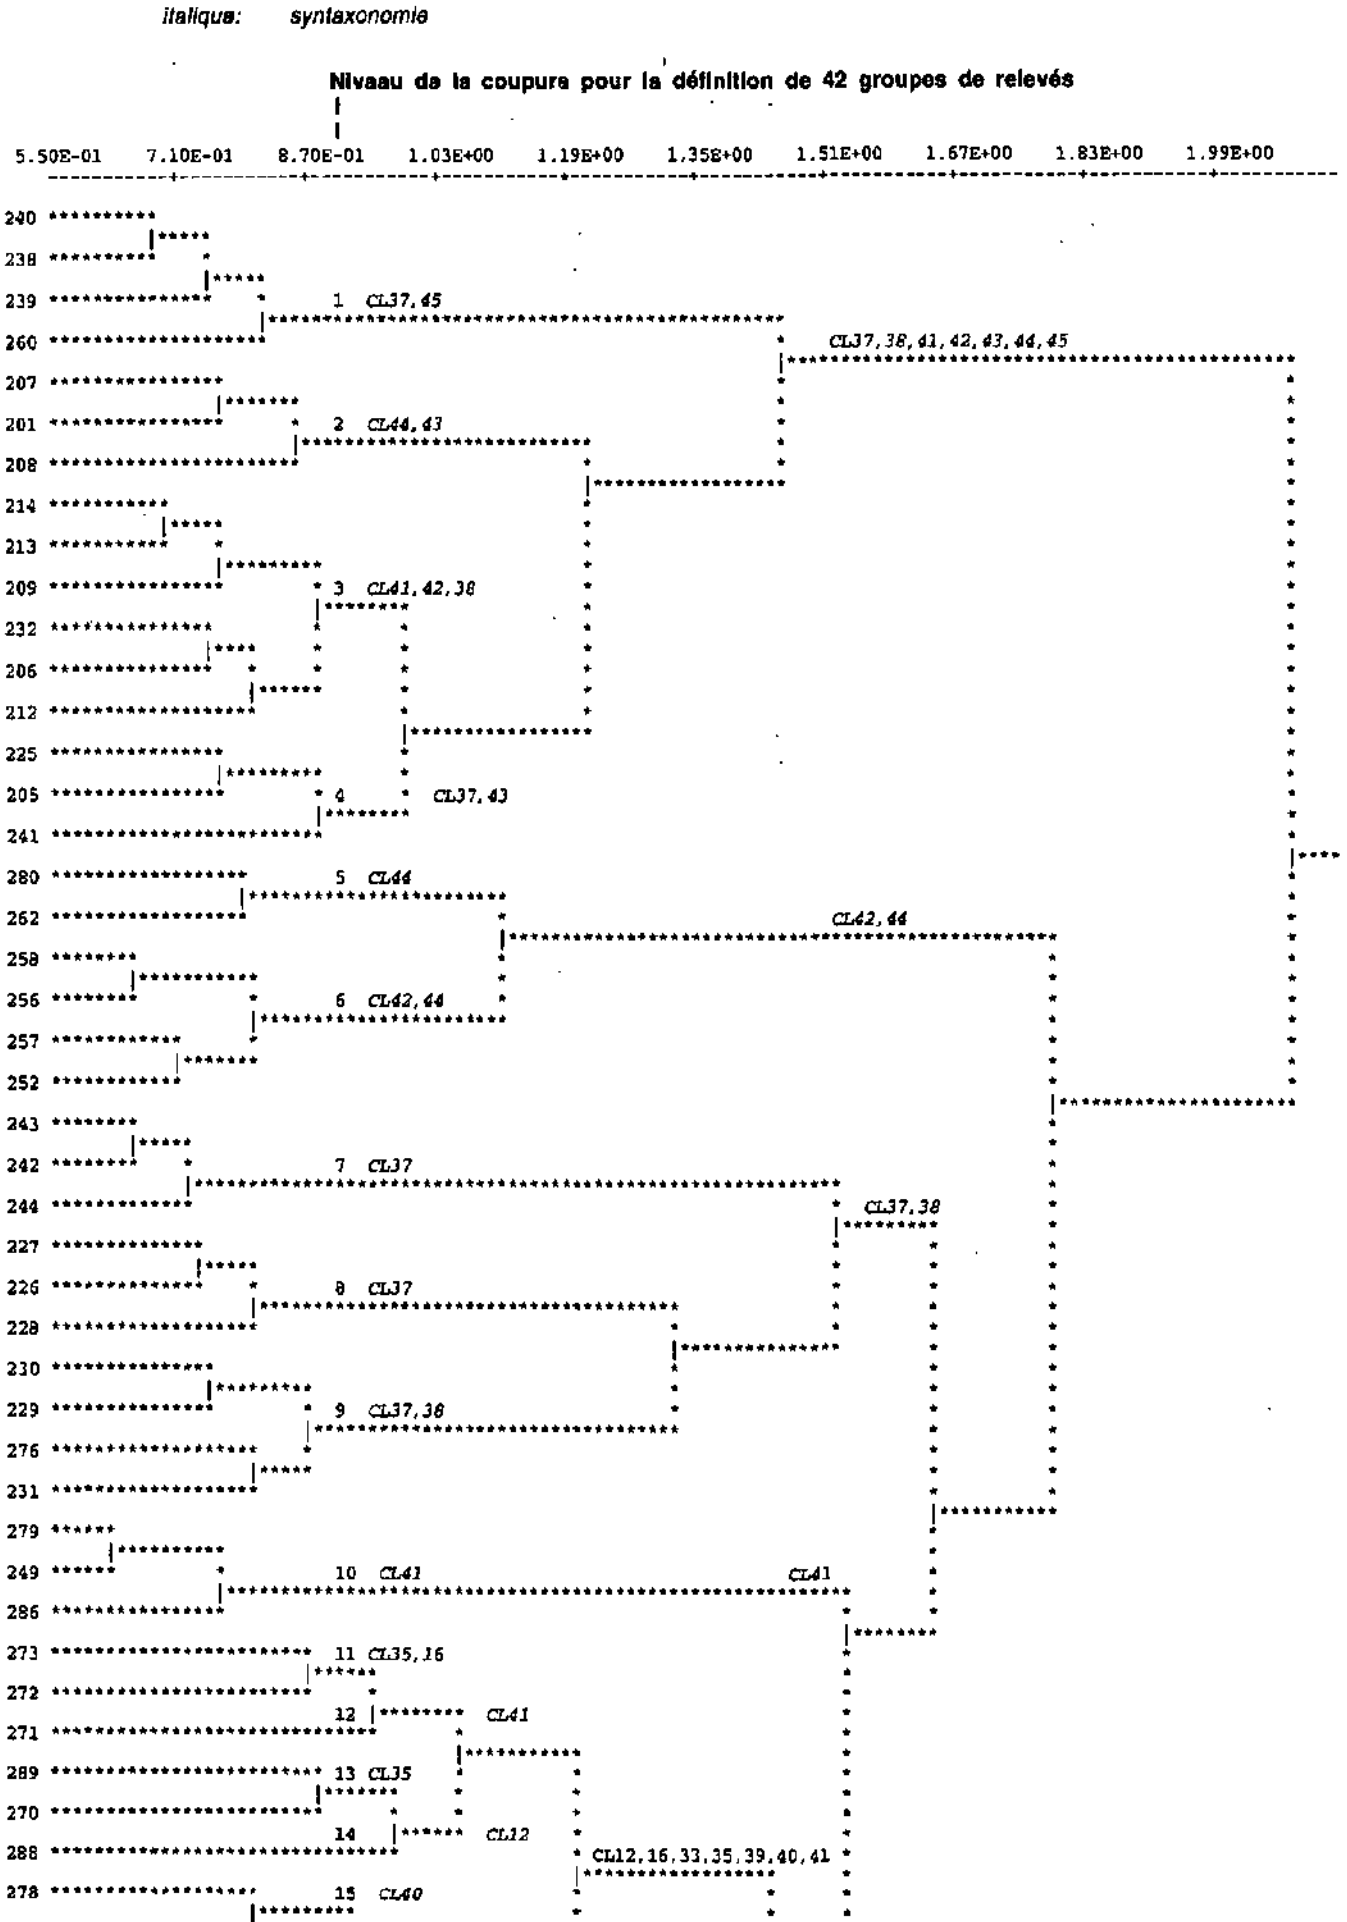 italique: syntaxonomie
Nivaau de la coupura pour la définition de 42 groupes de relevés
5.50E-01 7.10E-01 8.70E-01 1.03E+00 1.19E+00 1.35E+00 1.51E+00 1.67E+00 1.83E+00 1.99E+00
240
238
239
1 CL37,45
260
CL37,38,41,42,43,44,45
207
201
2 CL44,43
208
214
213
209
3 CL41,42,38
232
206
212
225
205
4 CL37,43
241
280
5 CL44
262
CL42,44
258
256
6 CL42,44
257
252
243
242
7 CL37
244
CL37,38
227
226
8 CL37
228
230
229
9 CL37,38
276
231
279
249
10 CL41
CL41
286
273
11 CL35,16
272
12 CL41
271
289
13 CL35
270
14 CL12
288
CL12,16,33,35,39,40,41
278
15 CL40